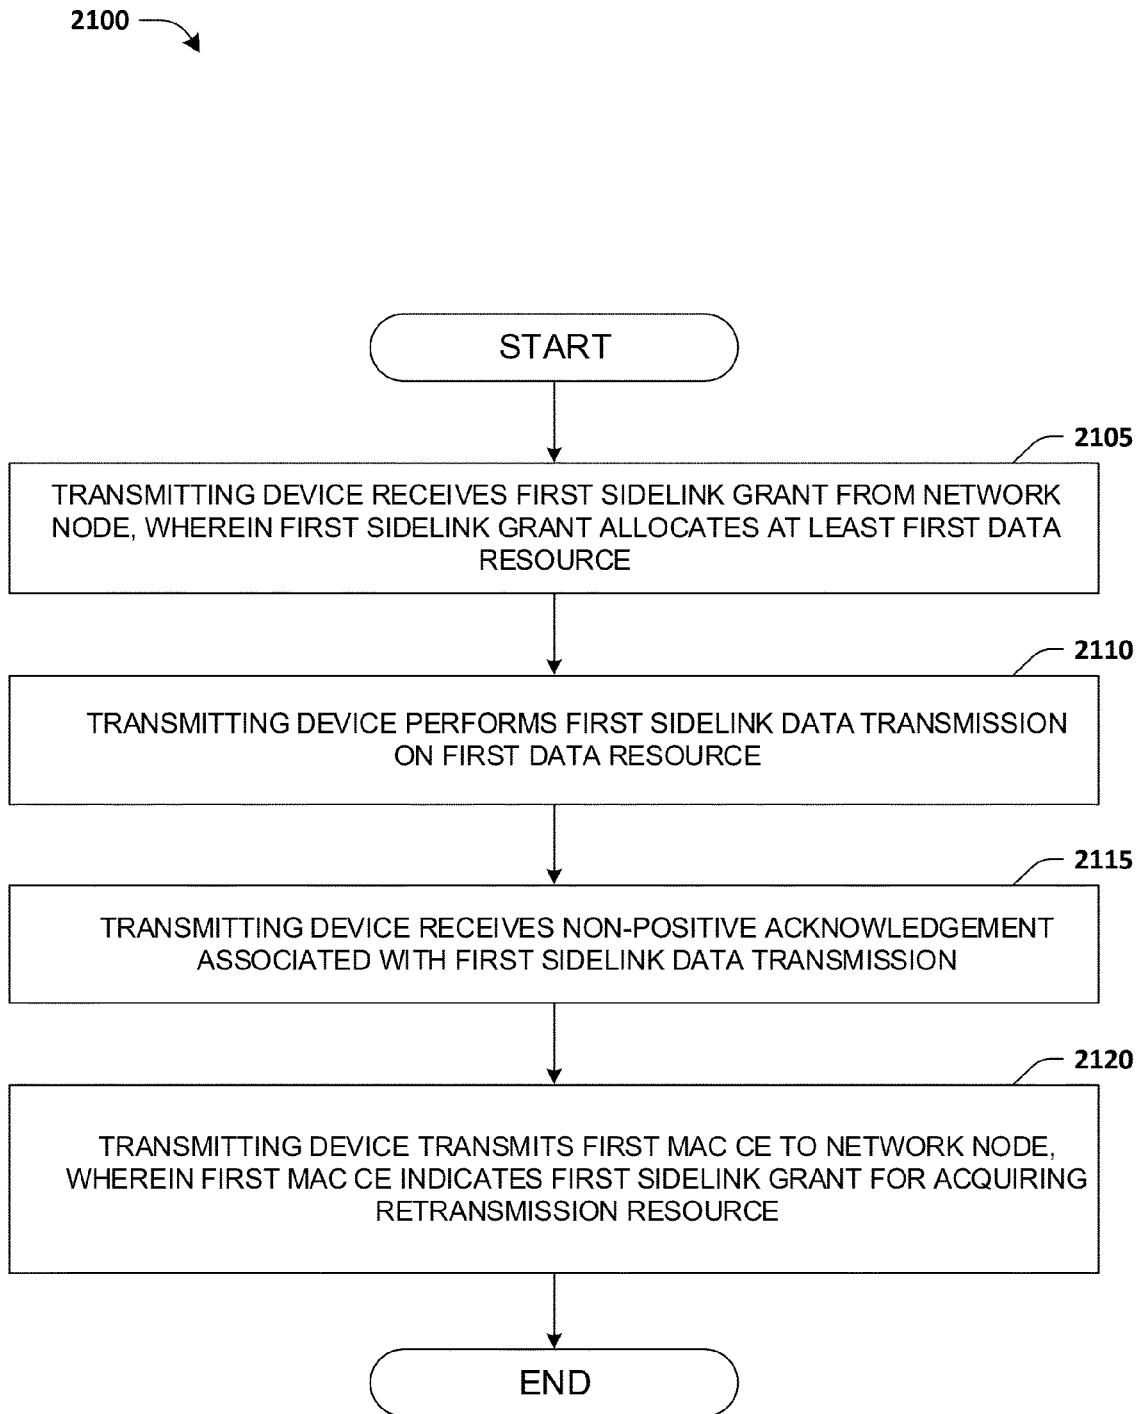 2100
START
2105
TRANSMITTING DEVICE RECEIVES FIRST SIDELINK GRANT FROM NETWORK
NODE, WHEREIN FIRST SIDELINK GRANT ALLOCATES AT LEAST FIRST DATA
RESOURCE
2110
TRANSMITTING DEVICE PERFORMS FIRST SIDELINK DATA TRANSMISSION
ON FIRST DATA RESOURCE
2115
TRANSMITTING DEVICE RECEIVES NON-POSITIVE ACKNOWLEDGEMENT
ASSOCIATED WITH FIRST SIDELINK DATA TRANSMISSION
2120
TRANSMITTING DEVICE TRANSMITS FIRST MAC CE TO NETWORK NODE,
WHEREIN FIRST MAC CE INDICATES FIRST SIDELINK GRANT FOR ACQUIRING
RETRANSMISSION RESOURCE
END